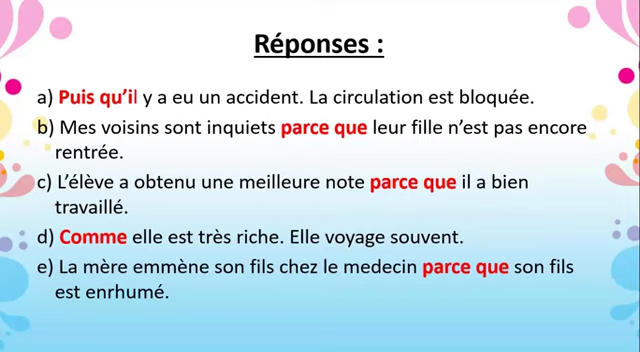 Réponses :
a) Puis qu’il y a eu un accident. La circulation est bloquée.
b) Mes voisins sont inquiets parce que leur fille n’est pas encore
rentrée.
c) L’élève a obtenu une meilleure note parce que il a bien
travaillé.
d) Comme elle est très riche. Elle voyage souvent.
e) La mère emmène son fils chez le medecin parce que son fils
est enrhumé.